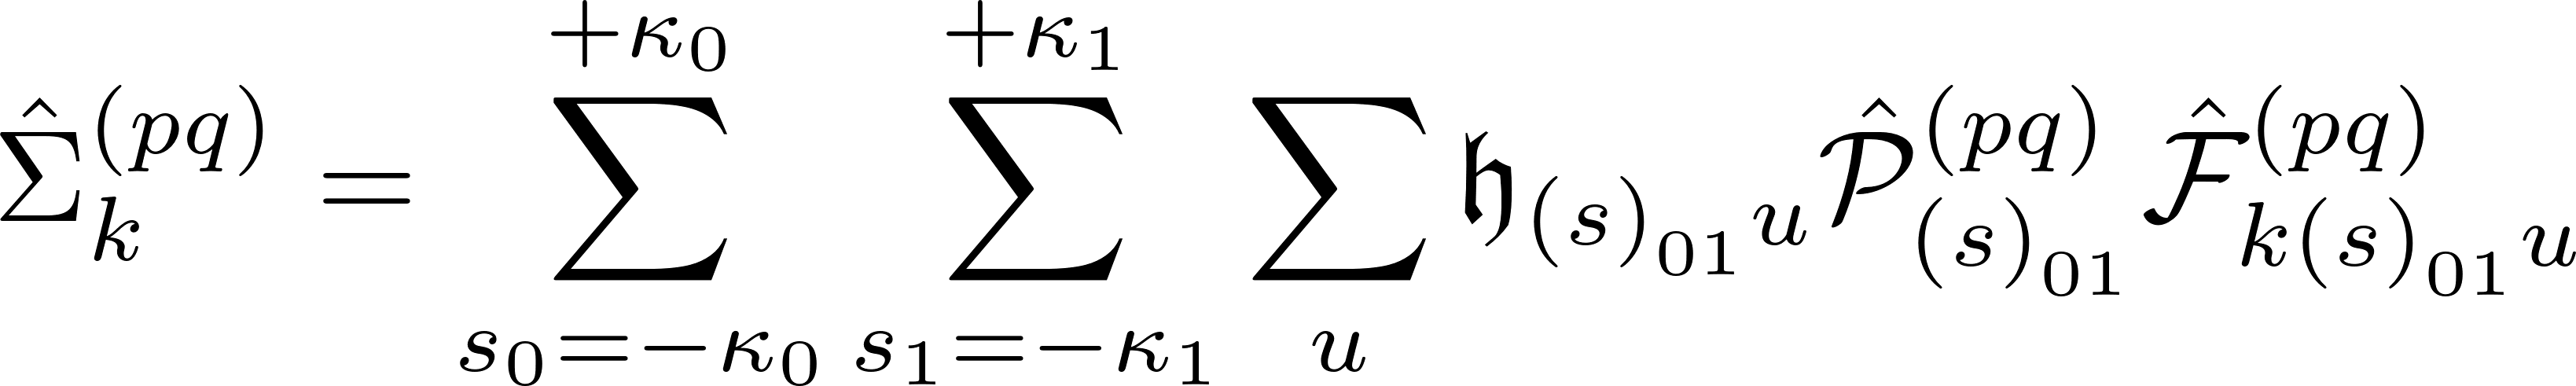 \hat{\Sigma}_{k}^{(pq)} = \sum_{s_0=-\kappa_0}^{+\kappa_0} \sum_{s_1=-\kappa_1}^{+\kappa_1} \sum_{u} \mathfrak{h}_{(s)_{01}u} \hat{\mathcal{P}}_{(s)_{01}}^{(pq)} \hat{\mathcal{F}}_{k(s)_{01}u}^{(pq)}